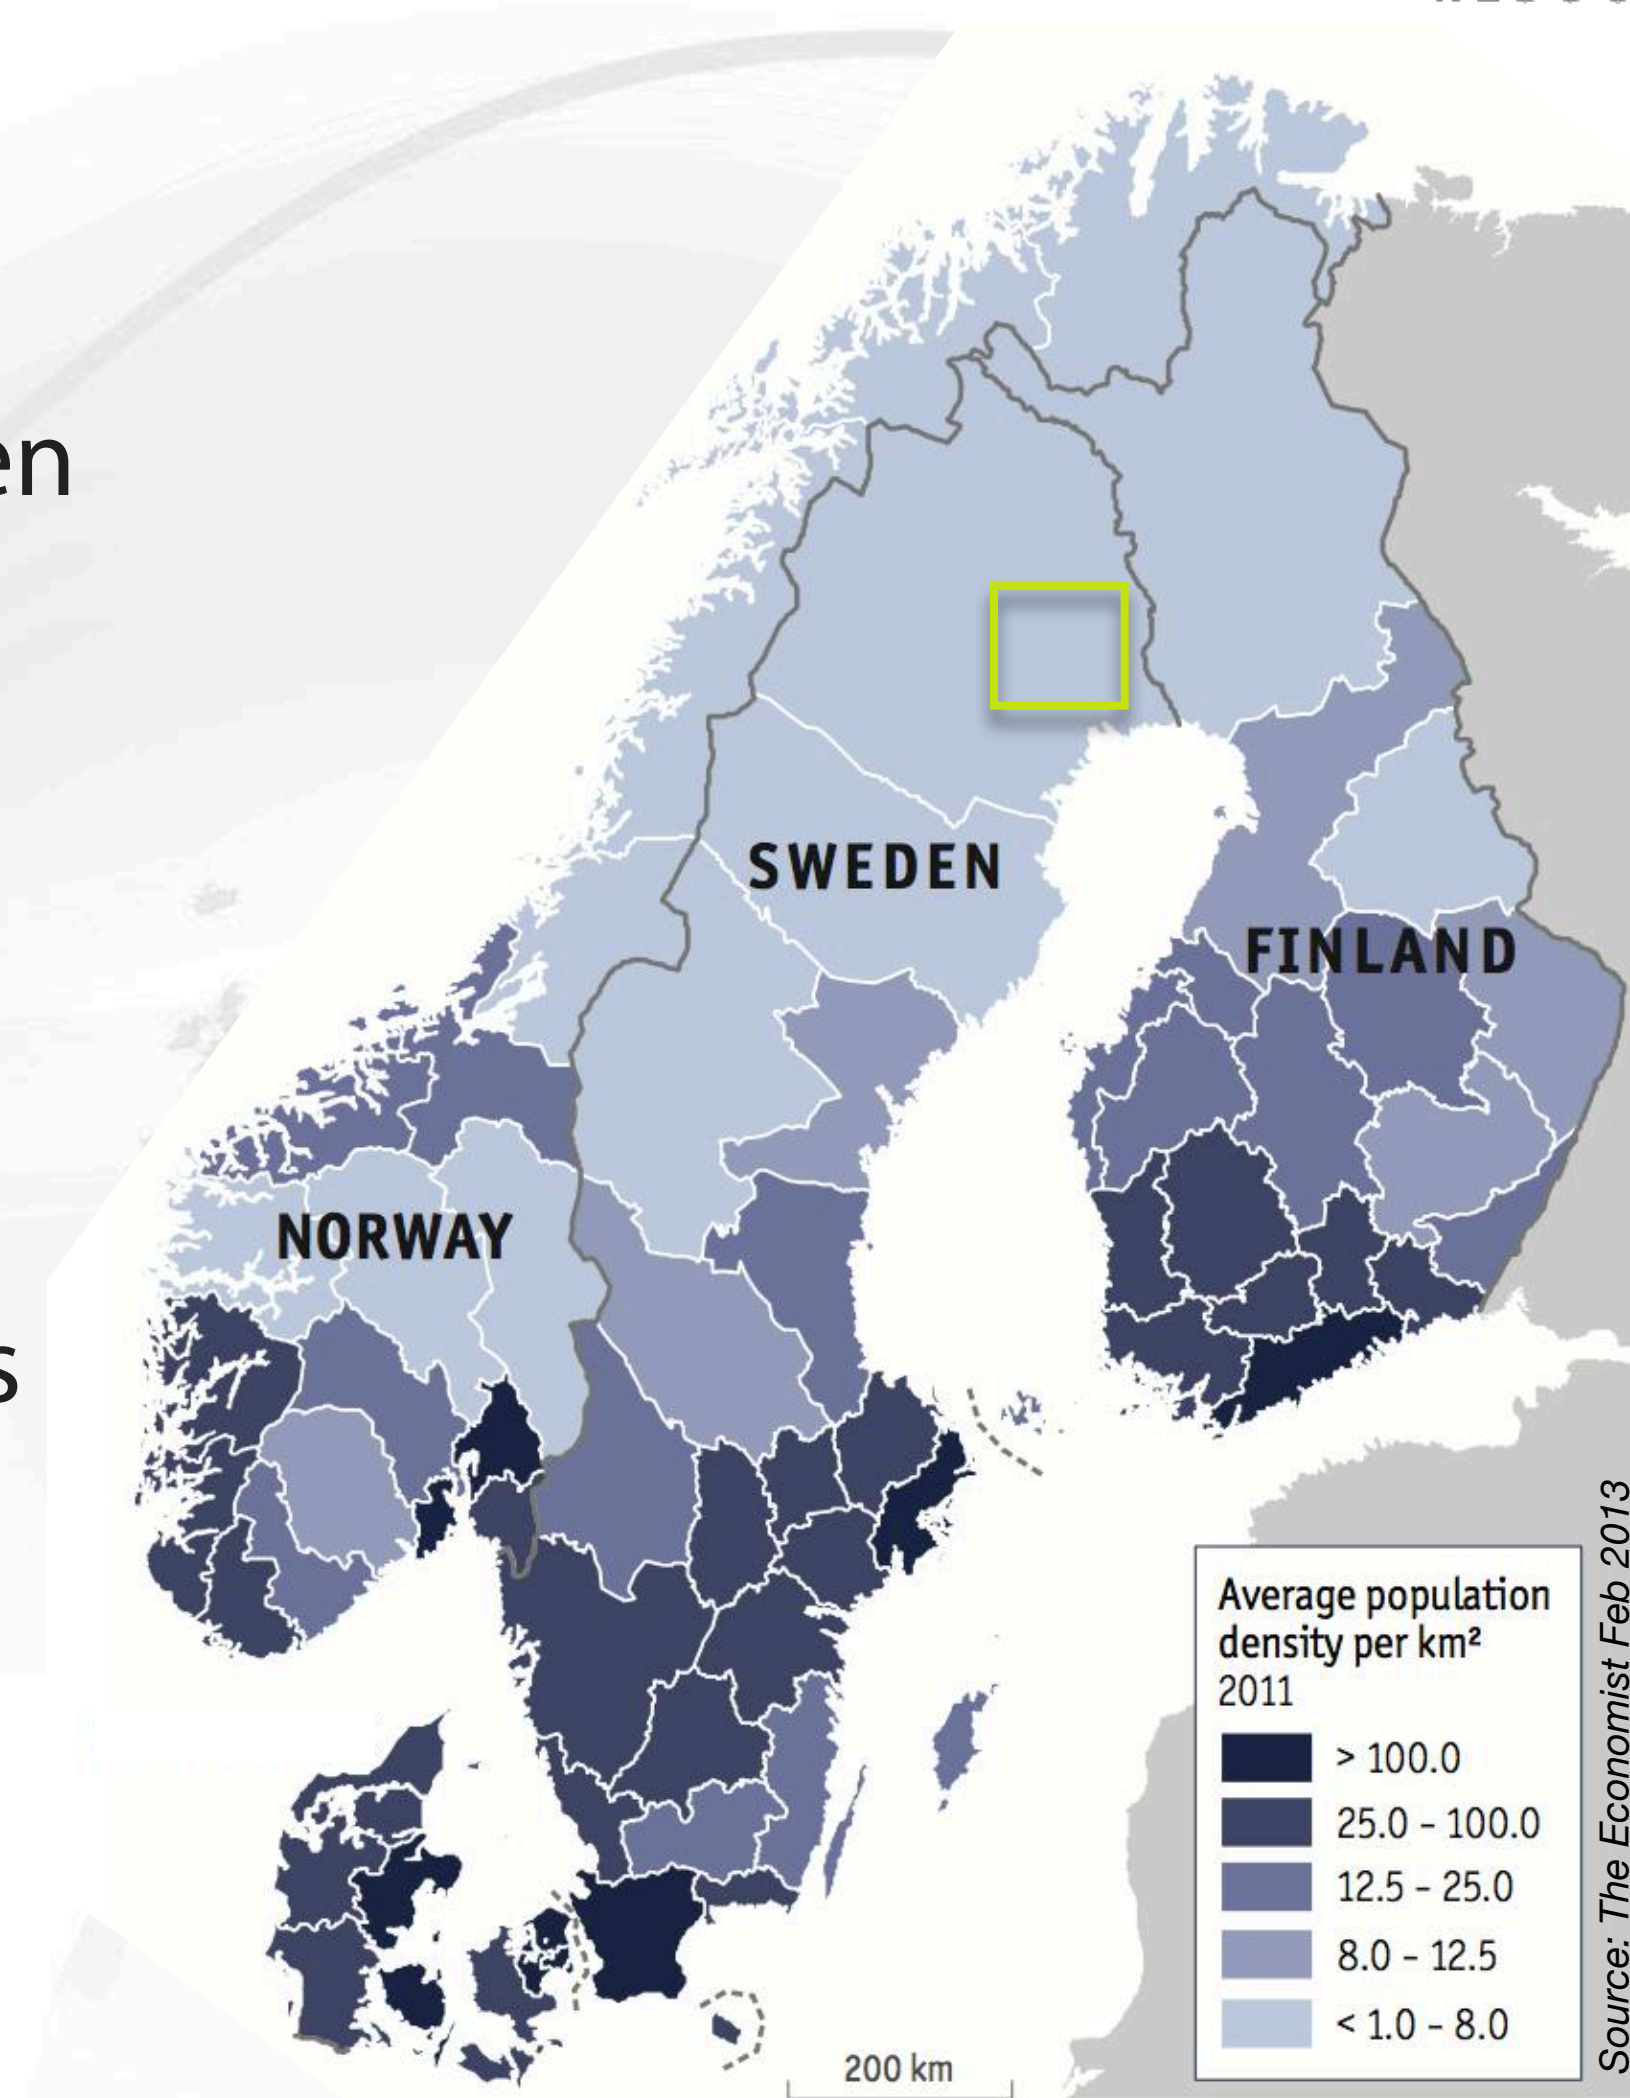 en
s
SWEDEN
FINLAND
NORWAY
Average population
density per km²
2011
> 100.0
25.0 – 100.0
12.5 – 25.0
8.0 – 12.5
< 1.0 – 8.0
200 km
Source: The Economist Feb 2013